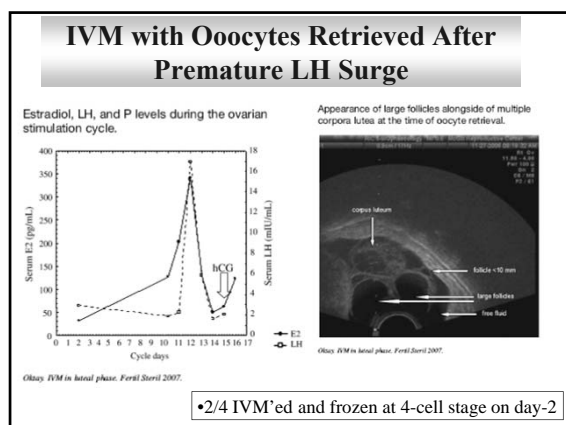 IVM with Ooocytes Retrieved After
Premature LH Surge
Estradiol, LH, and P levels during the ovarian
stimulation cycle.
400
350
300
250
200
150
100
50
0
Serum E2 (pg/mL)
18
16
14
12
10
8
6
4
2
0
Serum LH (mIU/mL)
hCG
0 1 2 3 4 5 6 7 8 9 10 11 12 13 14 15 16 17
Cycle days
E2
LH
Oktay. IVM in luteal phase. Fertil Steril 2007.
Appearance of large follicles alongside of multiple
corpora lutea at the time of oocyte retrieval.
corpus luteum
follicle <10 mm
large follicles
free fluid
Oktay. IVM in luteal phase. Fertil Steril 2007.
•2/4 IVM'ed and frozen at 4-cell stage on day-2